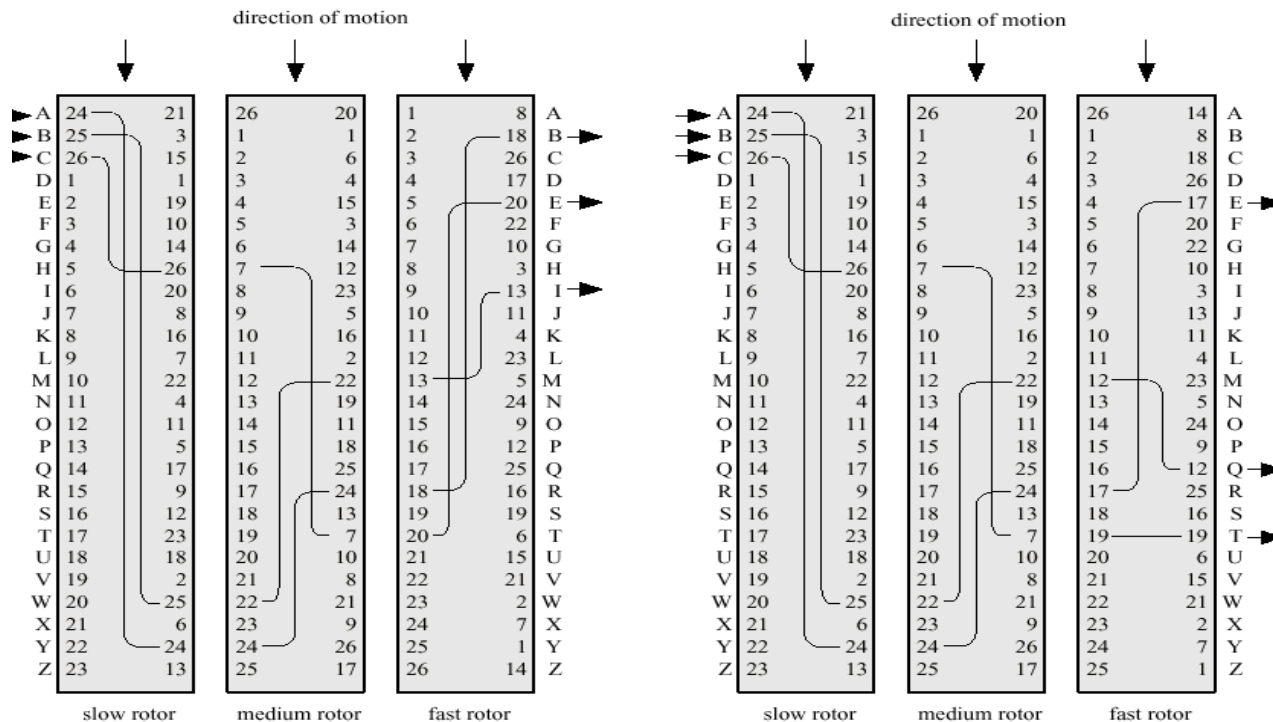 direction of motion direction of motion
A 24 21 26 20 1 8 A A 24 21 26 20 26 14 A
B 25 3 1 1 2 18 B B 25 3 1 1 1 8 B
C 26 15 2 6 3 26 C C 26 15 2 6 2 18 C
D 1 1 3 4 4 17 D D 1 1 3 4 3 26 D
E 2 19 4 15 5 20 E E 2 19 4 15 4 17 E
F 3 10 5 3 6 22 F F 3 10 5 3 5 20 F
G 4 14 6 14 7 10 G G 4 14 6 14 6 22 G
H 5 26 7 12 8 3 H H 5 26 7 12 7 10 H
I 6 20 8 23 9 13 I I 6 20 8 23 8 3 I
J 7 8 9 5 10 11 J J 7 8 9 5 9 13 J
K 8 16 10 16 11 4 K K 8 16 10 16 10 11 K
L 9 7 11 2 12 23 L L 9 7 11 2 11 4 L
M 10 22 12 22 13 5 M M 10 22 12 22 12 23 M
N 11 4 13 19 14 24 N N 11 4 13 19 13 5 N
O 12 11 14 11 15 9 O O 12 11 14 11 14 24 O
P 13 5 15 18 16 12 P P 13 5 15 18 15 9 P
Q 14 17 16 25 17 25 Q Q 14 17 16 25 16 12 Q
R 15 9 17 24 18 16 R R 15 9 17 24 17 25 R
S 16 12 18 13 19 19 S S 16 12 18 13 18 16 S
T 17 23 19 7 20 6 T T 17 23 19 7 19 19 T
U 18 18 20 10 21 15 U U 18 18 20 10 20 6 U
V 19 2 21 8 22 21 V V 19 2 21 8 21 15 V
W 20 25 22 21 23 2 W W 20 25 22 21 22 21 W
X 21 6 23 9 24 7 X X 21 6 23 9 23 2 X
Y 22 24 24 26 25 1 Y Y 22 24 24 26 24 7 Y
Z 23 13 25 17 26 14 Z Z 23 13 25 17 25 1 Z
slow rotor medium rotor fast rotor slow rotor medium rotor fast rotor